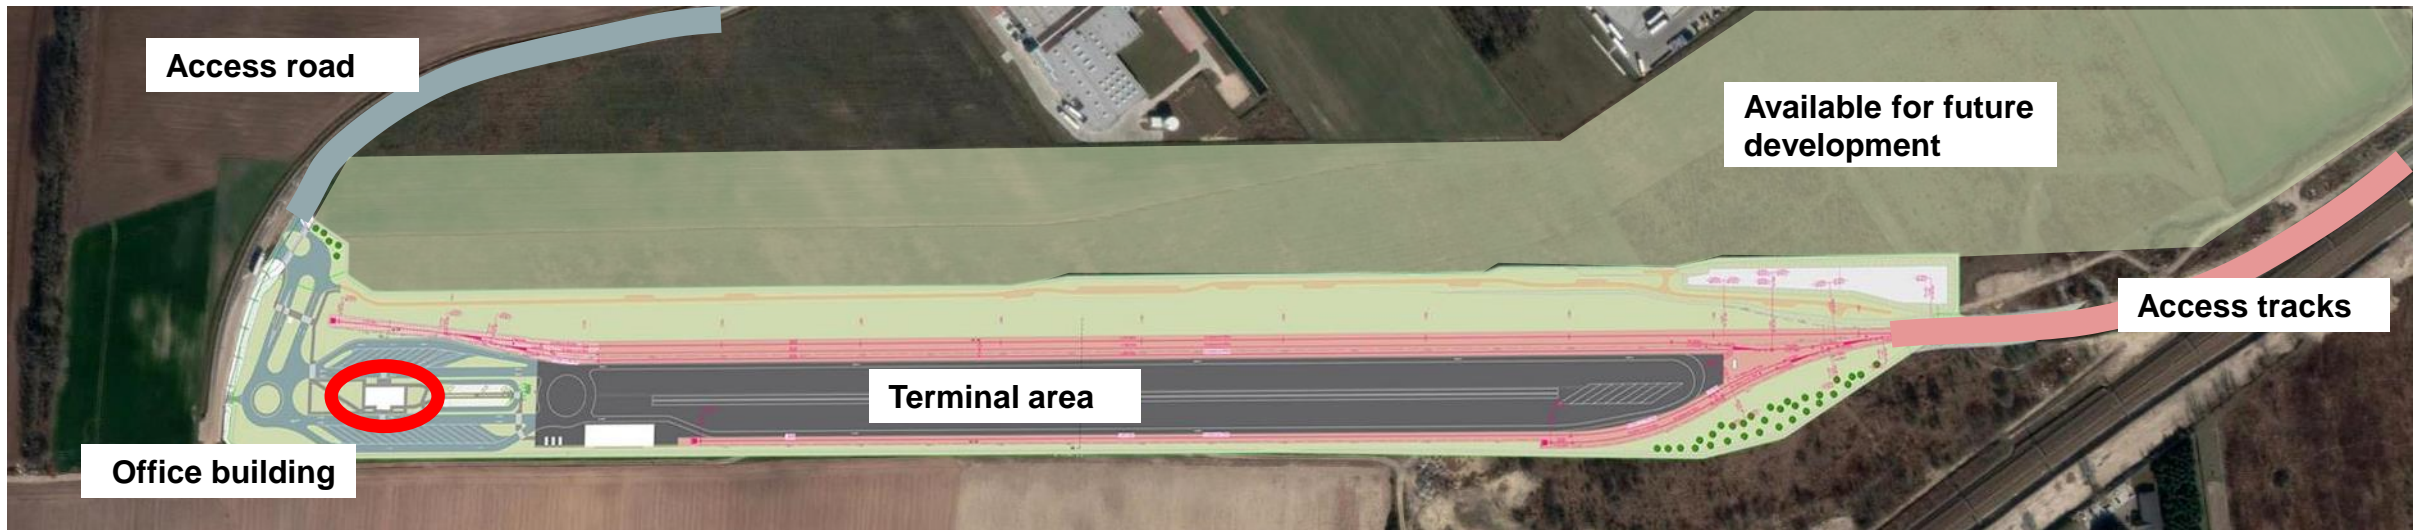 Access road
Available for future
development
Access tracks
Terminal area
Office building